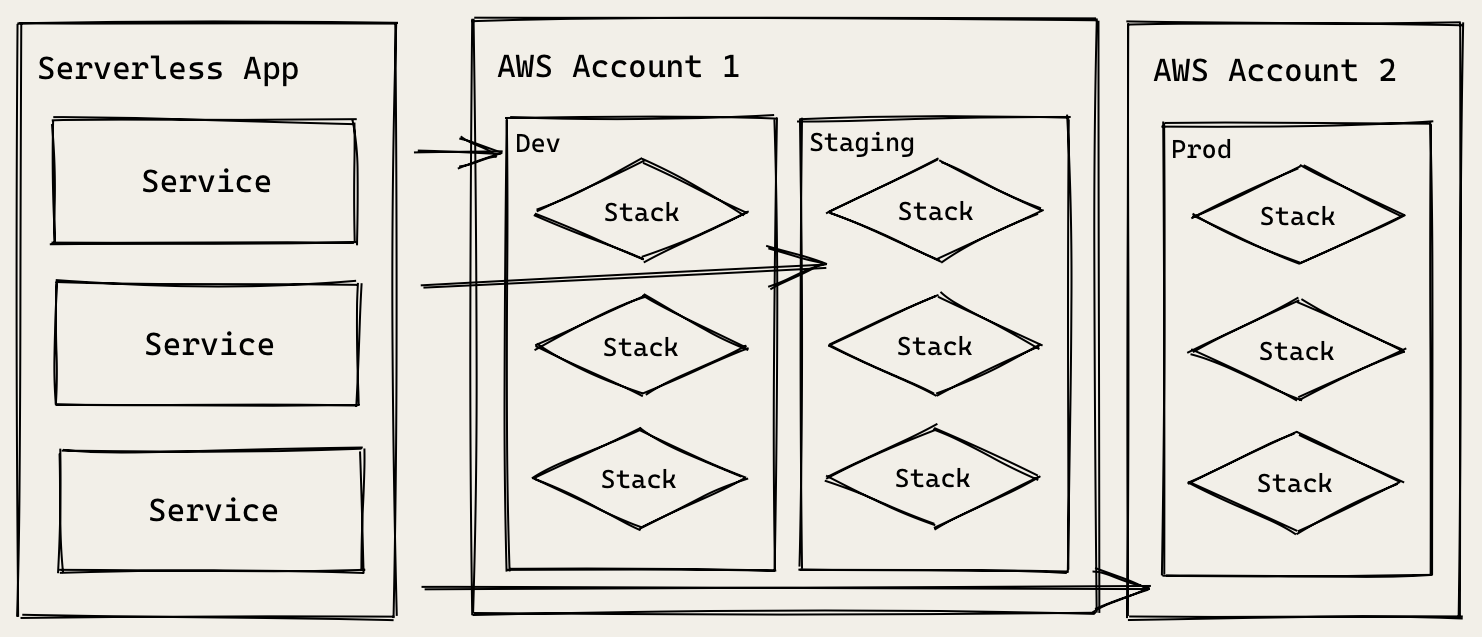 Serverless App
Service
Service
Service
AWS Account 1
Dev
Stack
Stack
Stack
Staging
Stack
Stack
Stack
AWS Account 2
Prod
Stack
Stack
Stack